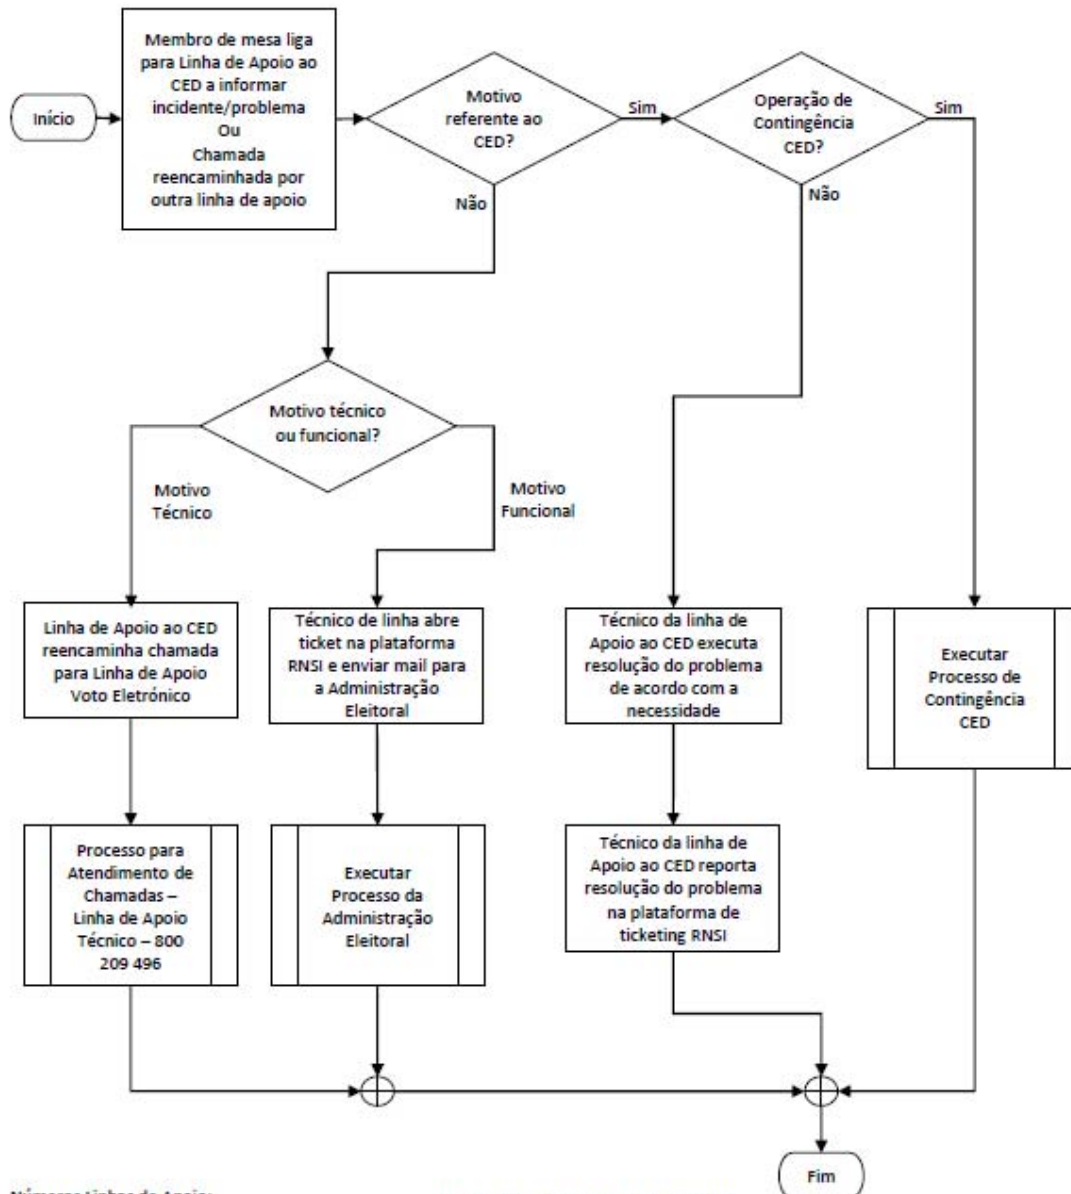 Início
Membro de mesa liga
para Linha de Apoio ao
CED a informar
incidente/problema
Ou
Chamada
reencaminhada por
outra linha de apoio
Motivo
referente ao
CED?
Sim
Não
Operação de
Contingência
CED?
Sim
Não
Motivo técnico
ou funcional?
Motivo
Técnico
Motivo
Funcional
Linha de Apoio ao CED
reencaminha chamada
para Linha de Apoio
Voto Eletrónico
Técnico de linha abre
ticket na plataforma
RNSI e enviar mail para
a Administração
Eleitoral
Técnico da linha de
Apoio ao CED executa
resolução do problema
de acordo com a
necessidade
Executar
Processo de
Contingência
CED
Processo para
Atendimento de
Chamadas –
Linha de Apoio
Técnico – 800
209 496
Executar
Processo da
Administração
Eleitoral
Técnico da linha de
Apoio ao CED reporta
resolução do problema
na plataforma de
ticketing RNSI
Fim
Números Linhas de Apoio: